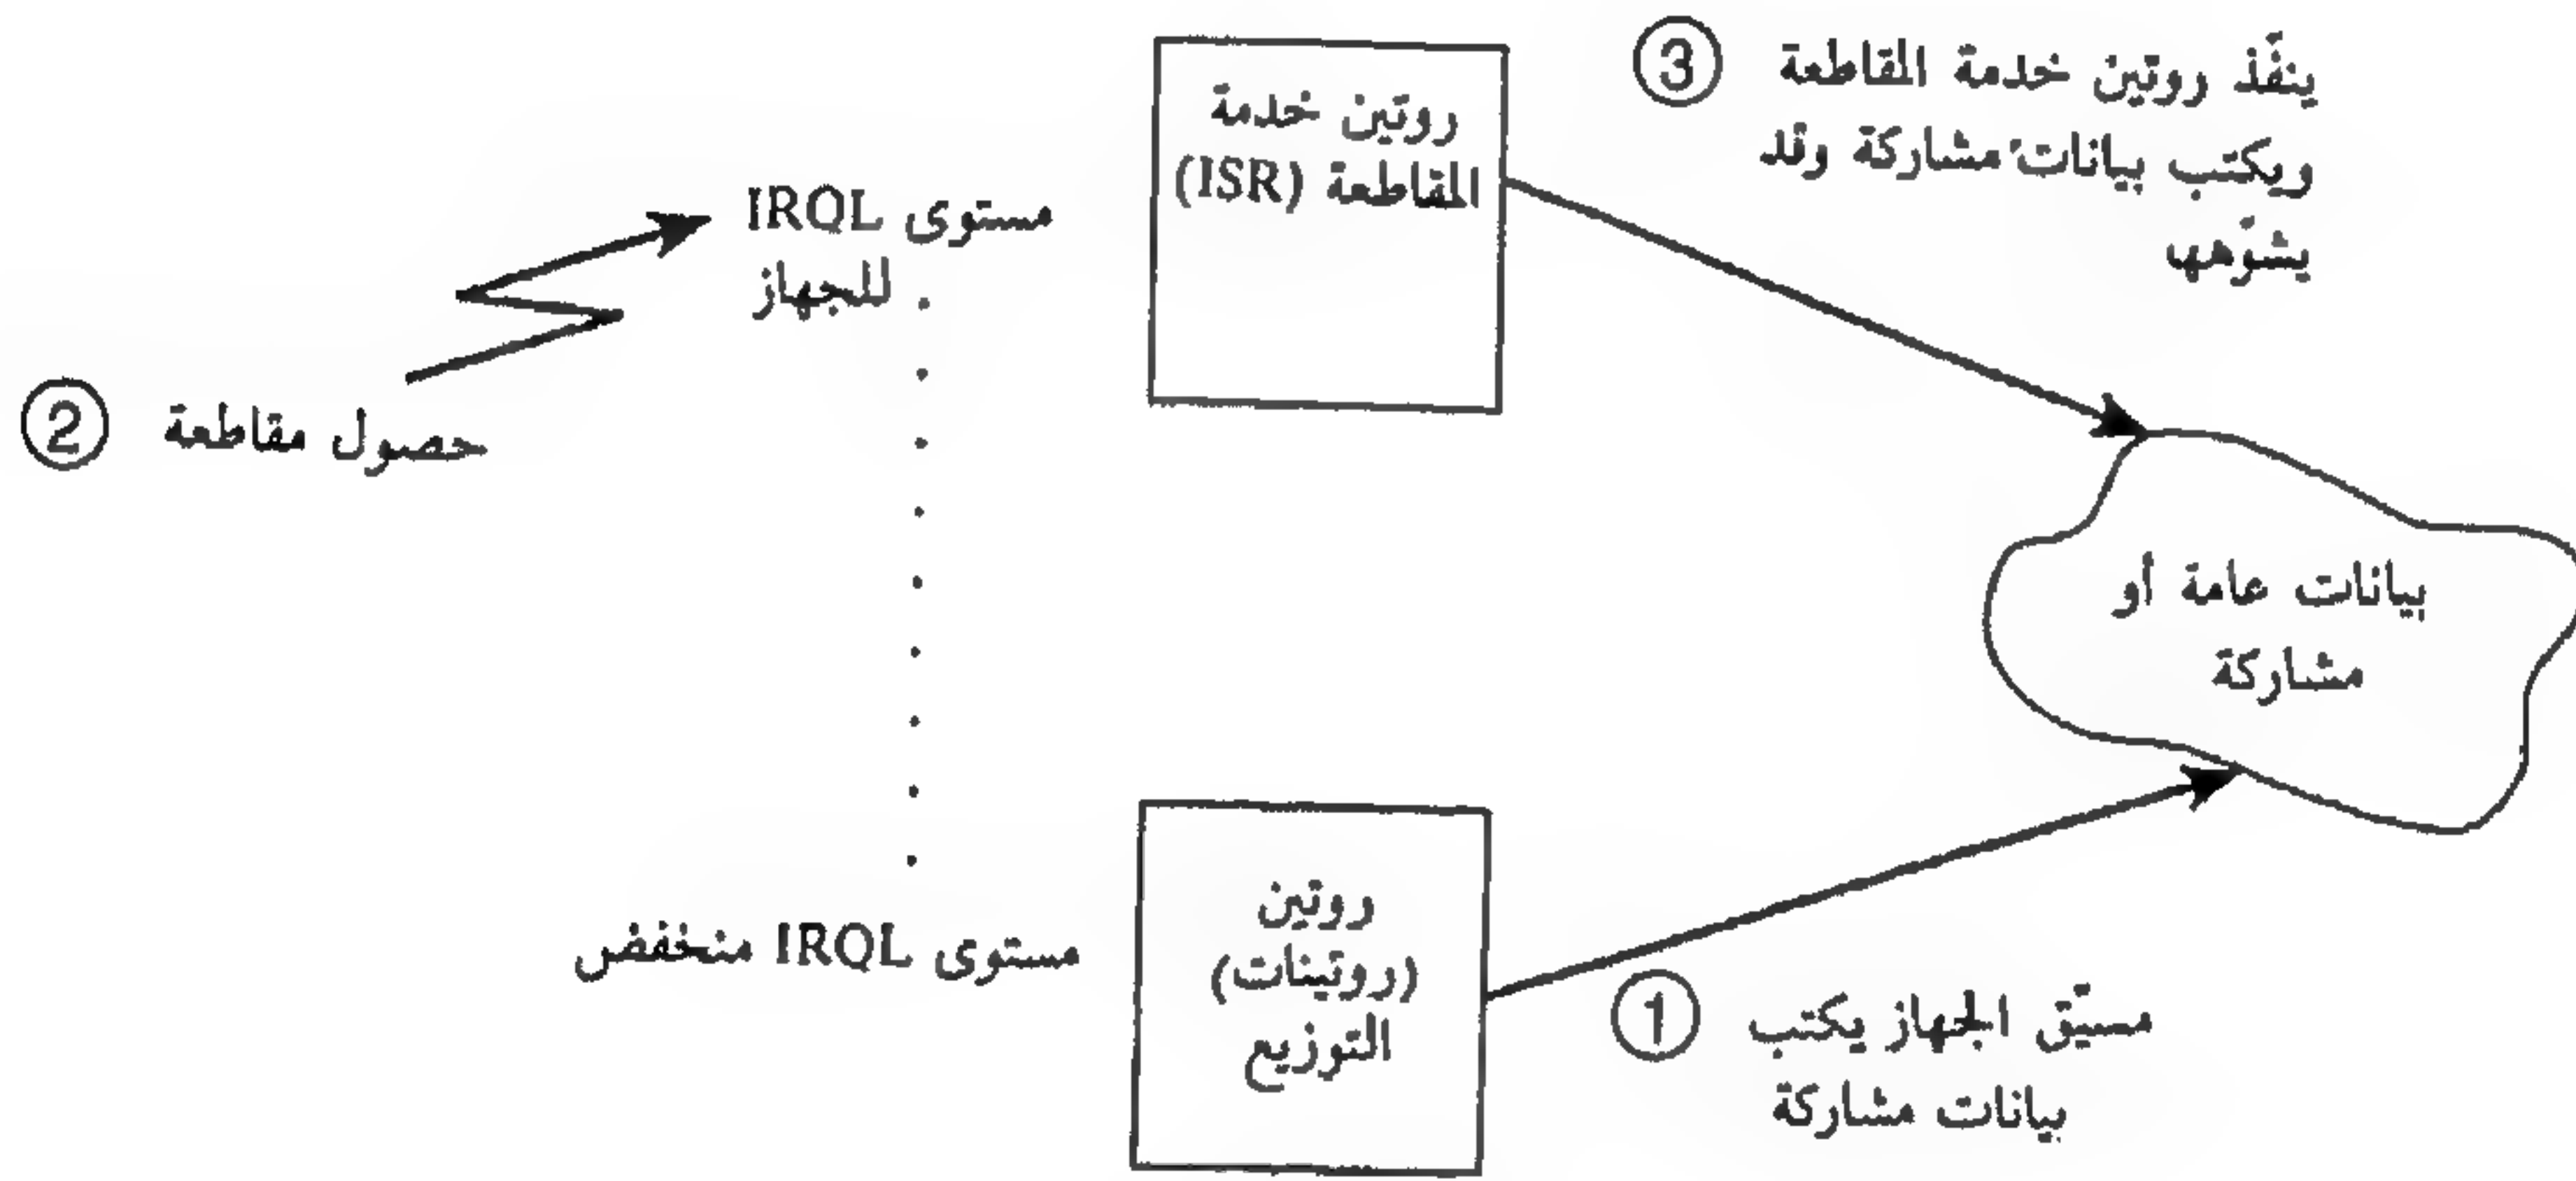 روتين خدمة
المقاطعة (ISR)
③ ينفّذ روتين خدمة المقاطعة
ويكتب بيانات مشاركة وقد
يشوّهها
مستوى IRQL
للجهاز
② حصول مقاطعة
بيانات عامة أو
مشاركة
مستوى IRQL منخفض
روتين
(روتينات)
التوزيع
① مسيّق الجهاز يكتب
بيانات مشاركة